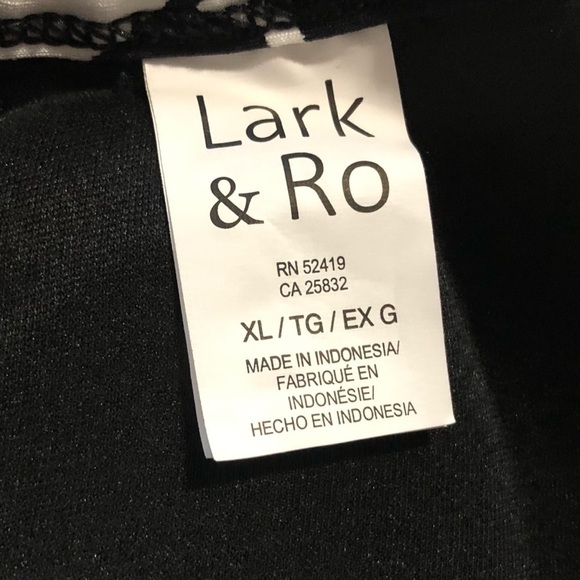 Lark
& Ro
RN 52419
CA 25832
XL / TG / EX G
MADE IN INDONESIA/
FABRIQUÉ EN
INDONÉSIE/
HECHO EN INDONESIA